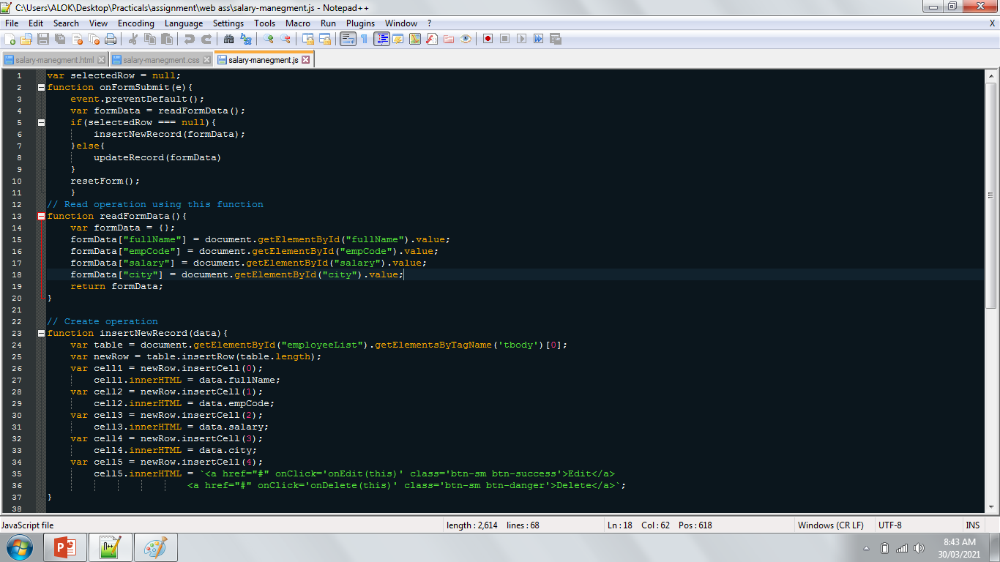 C:\Users\ALOK\Desktop\Practicals\assignment\web ass\salary-manegment.js - Notepad++
File Edit Search View Encoding Language Settings Tools Macro Run Plugins Window ? X
salary-manegment.html salary-manegment.css salary-manegment.js
1 var selectedRow = null;
2 function onFormSubmit(e){
3     event.preventDefault();
4     var formData = readFormData();
5     if(selectedRow === null){
6         insertNewRecord(formData);
7     }else{
8         updateRecord(formData)
9     }
10     resetForm();
11     }
12 // Read operation using this function
13 function readFormData(){
14     var formData = {};
15     formData["fullName"] = document.getElementById("fullName").value;
16     formData["empCode"] = document.getElementById("empCode").value;
17     formData["salary"] = document.getElementById("salary").value;
18     formData["city"] = document.getElementById("city").value;
19     return formData;
20 }
21
22 // Create operation
23 function insertNewRecord(data){
24     var table = document.getElementById("employeeList").getElementsByTagName('tbody')[0];
25     var newRow = table.insertRow(table.length);
26     var cell1 = newRow.insertCell(0);
27         cell1.innerHTML = data.fullName;
28     var cell2 = newRow.insertCell(1);
29         cell2.innerHTML = data.empCode;
30     var cell3 = newRow.insertCell(2);
31         cell3.innerHTML = data.salary;
32     var cell4 = newRow.insertCell(3);
33         cell4.innerHTML = data.city;
34     var cell5 = newRow.insertCell(4);
35         cell5.innerHTML = `<a href="#" onClick='onEdit(this)' class='btn-sm btn-success'>Edit</a>
36                         <a href="#" onClick='onDelete(this)' class='btn-sm btn-danger'>Delete</a>`;
37 }
38
JavaScript file length : 2,614 lines : 68 Ln : 18 Col : 62 Pos : 618 Windows (CR LF) UTF-8 INS
8:43 AM
30/03/2021